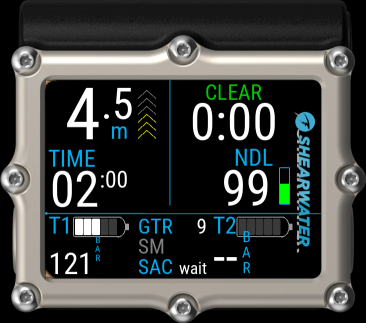 4.5 m
CLEAR
0:00
TIME
02:00
NDL
99
SHEARWATER
T1 BAR
121
GTR 9
SM
SAC wait
T2 BAR
--